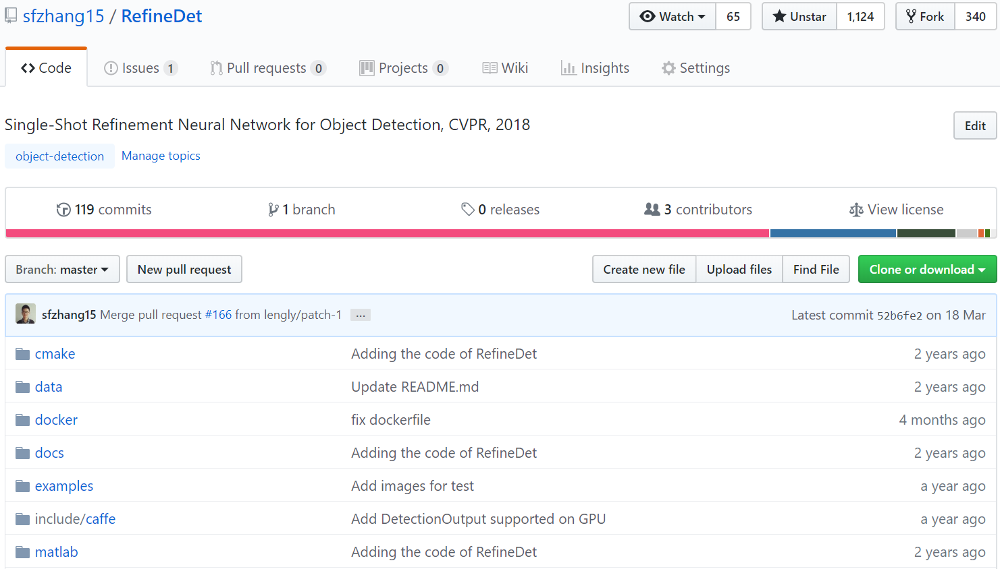 sfzhang15 / RefineDet
Watch 65
Unstar 1,124
Fork 340
Code
Issues 1
Pull requests 0
Projects 0
Wiki
Insights
Settings
Single-Shot Refinement Neural Network for Object Detection, CVPR, 2018
Edit
object-detection
Manage topics
119 commits
1 branch
0 releases
3 contributors
View license
Branch: master
New pull request
Create new file
Upload files
Find File
Clone or download
sfzhang15 Merge pull request #166 from lengly/patch-1 ...
Latest commit 52b6fe2 on 18 Mar
cmake Adding the code of RefineDet 2 years ago
data Update README.md 2 years ago
docker fix dockerfile 4 months ago
docs Adding the code of RefineDet 2 years ago
examples Add images for test a year ago
include/caffe Add DetectionOutput supported on GPU a year ago
matlab Adding the code of RefineDet 2 years ago